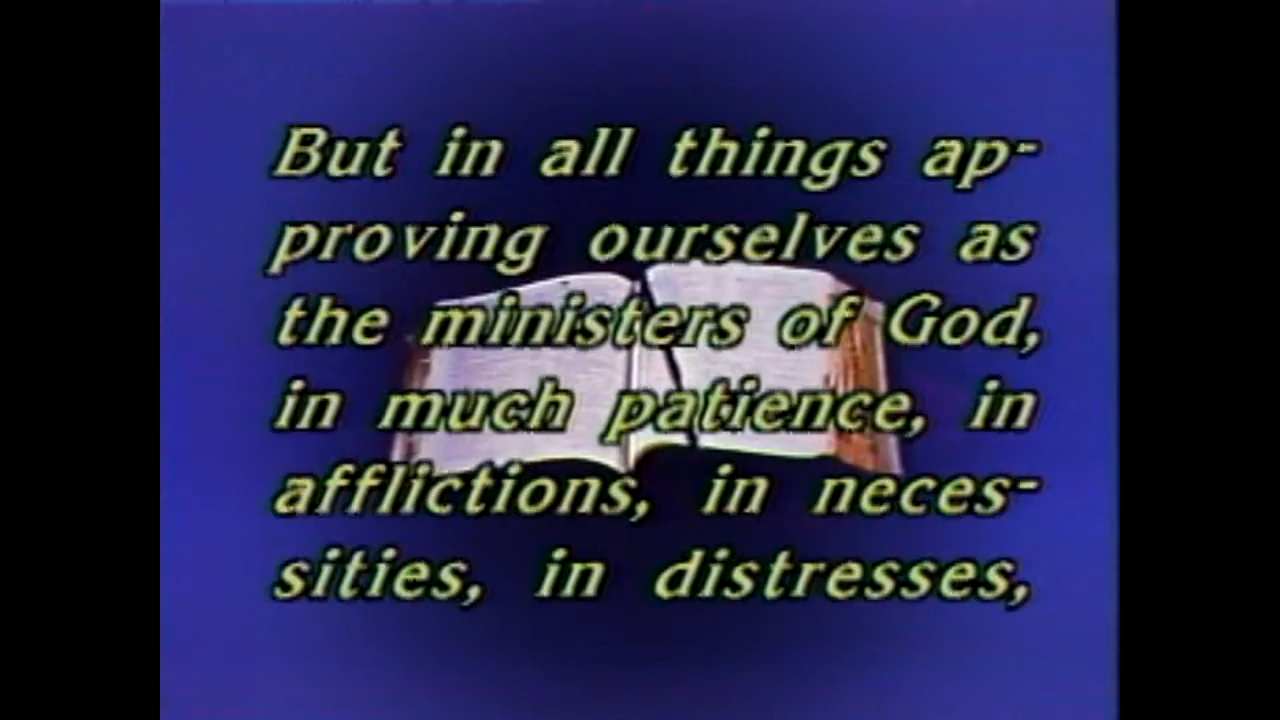 But in all things ap-
proving ourselves as
the ministers of God,
in much patience, in
afflictions, in neces-
sities, in distresses,